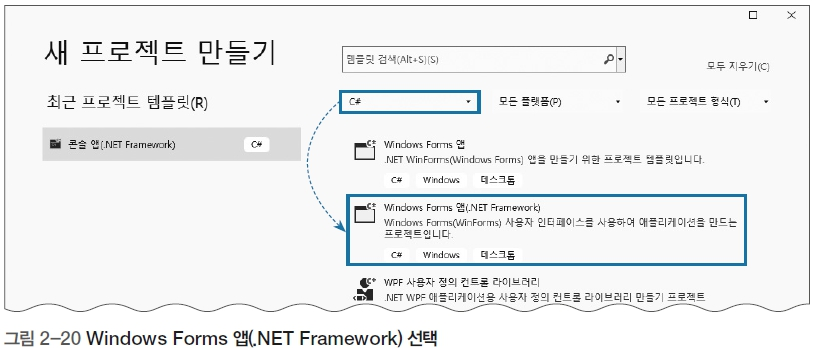 새 프로젝트 만들기
템플릿 검색(Alt+S)(S)
모두 지우기(C)
최근 프로젝트 템플릿(R)
C#
모든 플랫폼(P)
모든 프로젝트 형식(T)
콘솔 앱(.NET Framework)
C#
Windows Forms 앱
.NET WinForms(Windows Forms) 앱을 만들기 위한 프로젝트 템플릿입니다.
C# Windows 데스크톱
Windows Forms 앱(.NET Framework)
Windows Forms(WinForms) 사용자 인터페이스를 사용하여 애플리케이션을 만드는
프로젝트입니다.
C# Windows 데스크톱
WPF 사용자 정의 컨트롤 라이브러리
.NET WPF 애플리케이션용 사용자 정의 컨트롤 라이브러리 만들기 프로젝트
그림 2-20 Windows Forms 앱(.NET Framework) 선택